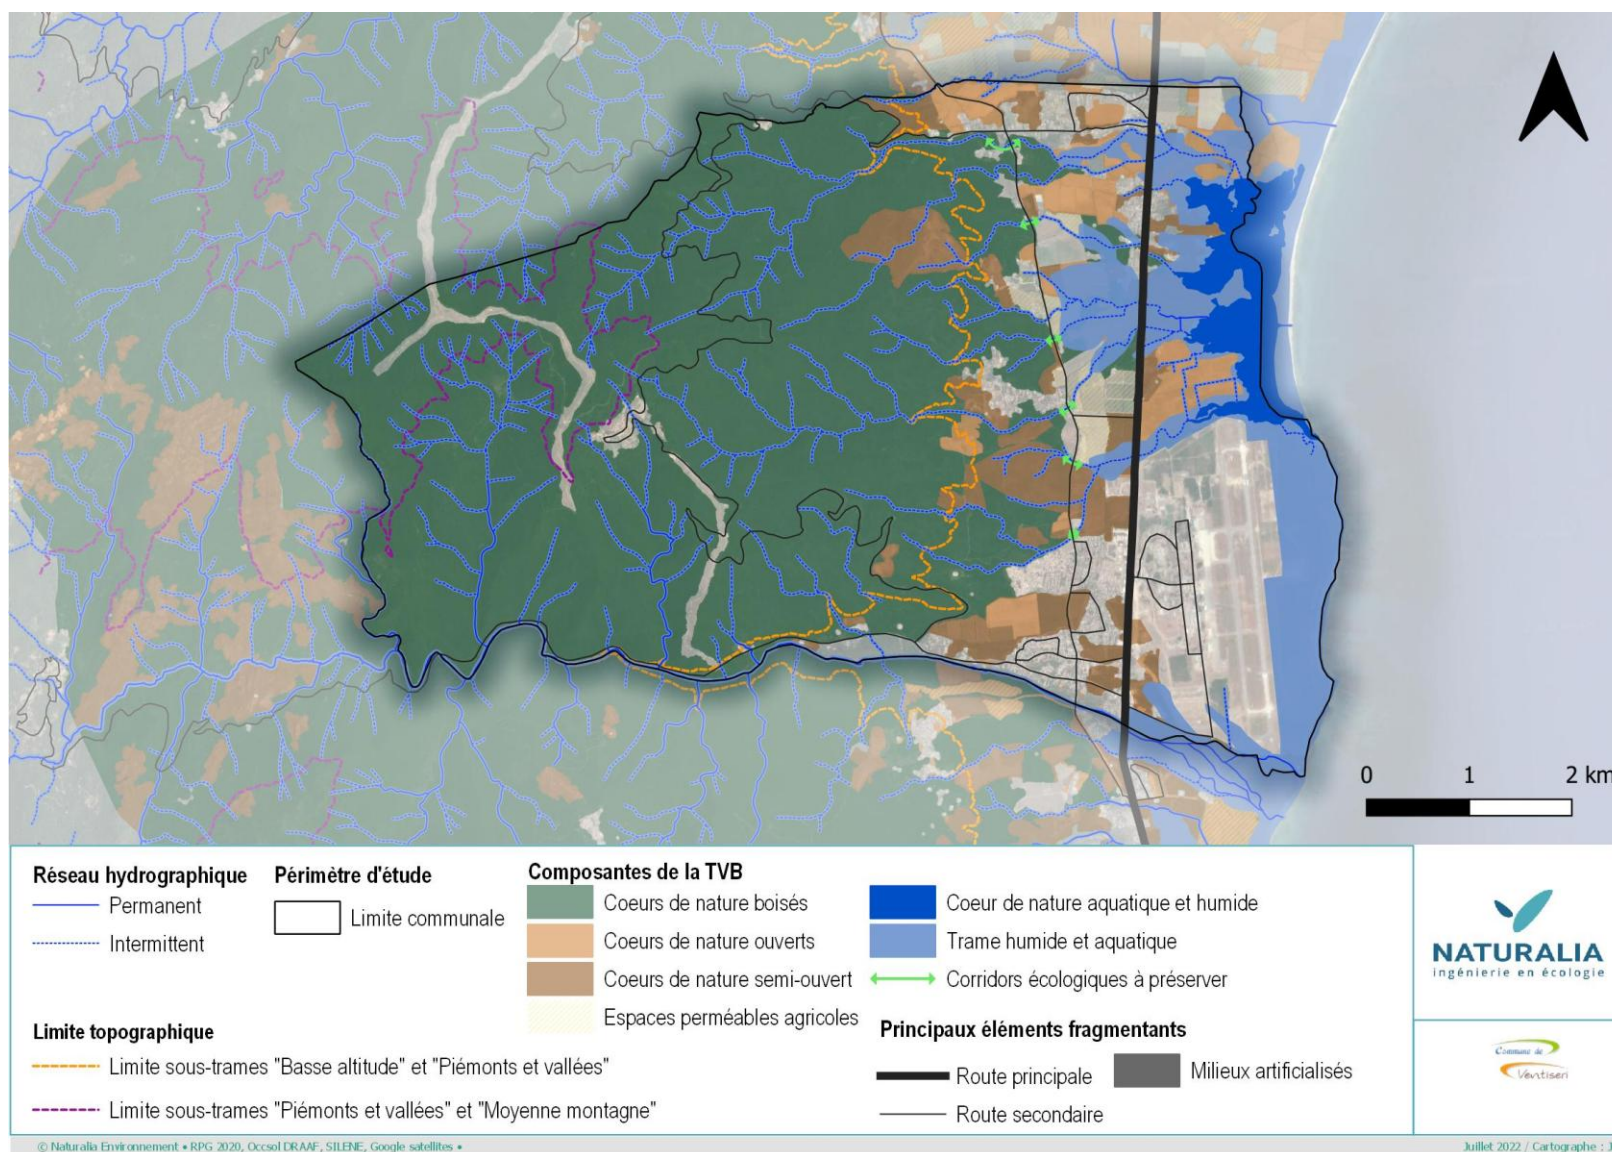 0 1 2 km
Réseau hydrographique
Permanent
Intermittent
Périmètre d'étude
Limite communale
Composantes de la TVB
Coeurs de nature boisés
Coeurs de nature ouverts
Coeurs de nature semi-ouvert
Espaces perméables agricoles
Coeur de nature aquatique et humide
Trame humide et aquatique
Corridors écologiques à préserver
Limite topographique
Limite sous-trames "Basse altitude" et "Piémonts et vallées"
Limite sous-trames "Piémonts et vallées" et "Moyenne montagne"
Principaux éléments fragmentants
Route principale
Milieux artificialisés
Route secondaire
NATURALIA
ingénierie en écologie
Commune de
Ventiseri
© Naturalia Environnement • RPG 2020, Occsol DRAAF, SILENE, Google satellites •
Juillet 2022 / Cartographe : J